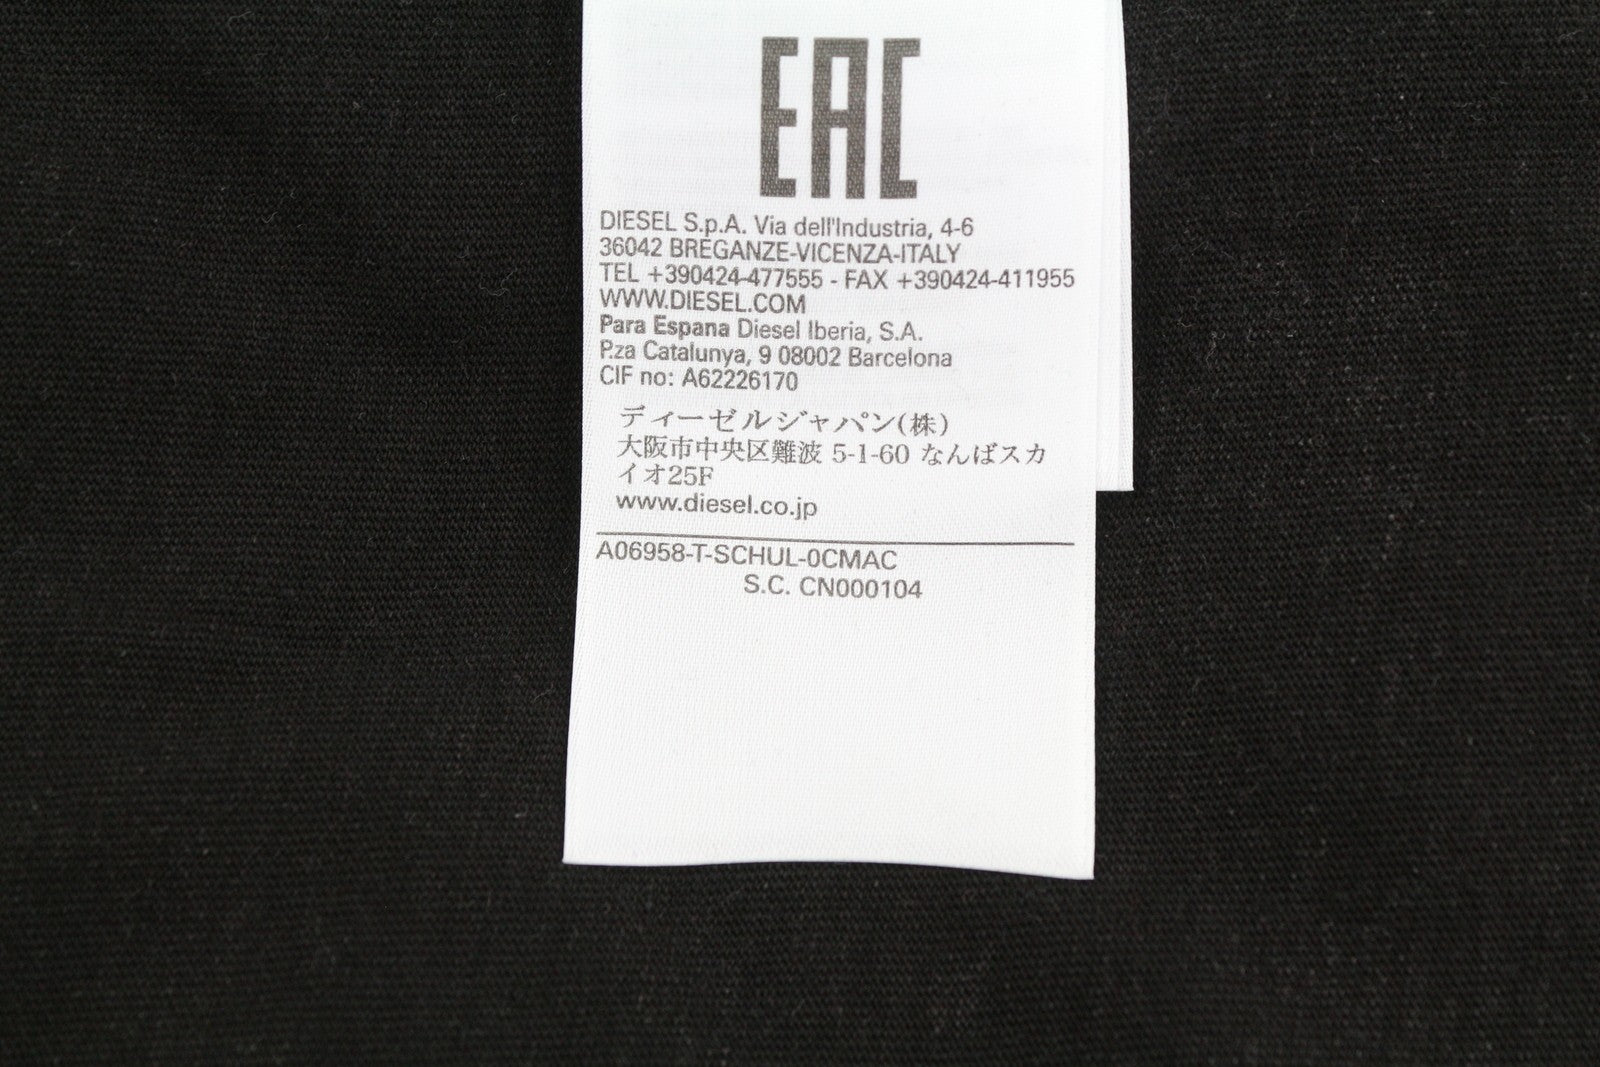 EAC
DIESEL S.p.A. Via dell'Industria, 4-6
36042 BREGANZE-VICENZA-ITALY
TEL +390424-477555 - FAX +390424-411955
WWW.DIESEL.COM
Para Espana Diesel Iberia, S.A.
P.za Catalunya, 9 08002 Barcelona
CIF no: A62226170
ディーゼルジャパン(株)
大阪市中央区難波 5-1-60 なんばスカ
イオ25F
www.diesel.co.jp
A06958-T-SCHUL-0CMAC
S.C. CN000104